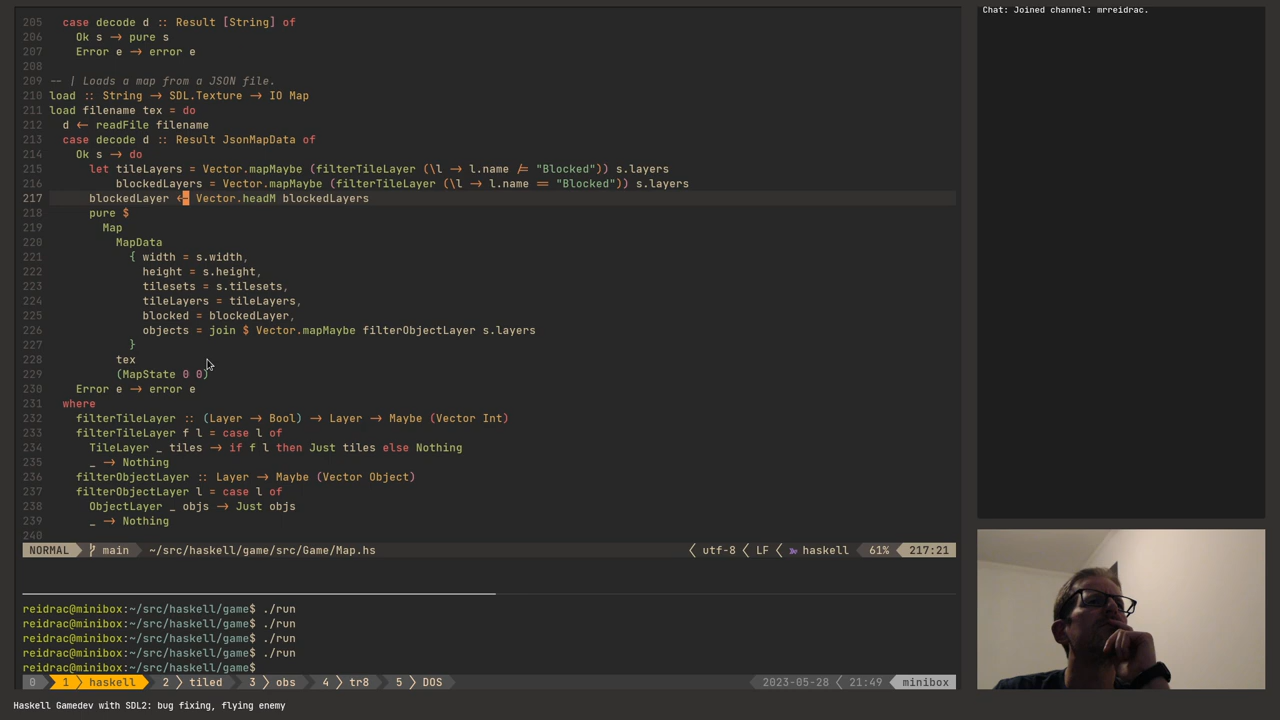 205 case decode d :: Result [String] of
206 Ok s → pure s
207 Error e → error e
208
209 -- | Loads a map from a JSON file.
210 load :: String → SDL.Texture → IO Map
211 load filename tex = do
212 d ← readFile filename
213 case decode d :: Result JsonMapData of
214 Ok s → do
215 let tileLayers = Vector.mapMaybe (filterTileLayer (\l → l.name ≠ "Blocked")) s.layers
216 blockedLayers = Vector.mapMaybe (filterTileLayer (\l → l.name == "Blocked")) s.layers
217 blockedLayer ← Vector.headM blockedLayers
218 pure $
219 Map
220 MapData
221 { width = s.width,
222 height = s.height,
223 tilesets = s.tilesets,
224 tileLayers = tileLayers,
225 blocked = blockedLayer,
226 objects = join $ Vector.mapMaybe filterObjectLayer s.layers
227 }
228 tex
229 (MapState 0 0)
230 Error e → error e
231 where
232 filterTileLayer :: (Layer → Bool) → Layer → Maybe (Vector Int)
233 filterTileLayer f l = case l of
234 TileLayer _ tiles → if f l then Just tiles else Nothing
235 _ → Nothing
236 filterObjectLayer :: Layer → Maybe (Vector Object)
237 filterObjectLayer l = case l of
238 ObjectLayer _ objs → Just objs
239 _ → Nothing
240
NORMAL main ~/src/haskell/game/src/Game/Map.hs utf-8 LF haskell 61% 217:21
reidrac@minibox:~/src/haskell/game$ ./run
reidrac@minibox:~/src/haskell/game$ ./run
reidrac@minibox:~/src/haskell/game$ ./run
reidrac@minibox:~/src/haskell/game$ ./run
reidrac@minibox:~/src/haskell/game$
0 1 haskell 2 tiled 3 obs 4 tr8 5 DOS 2023-05-28 21:49 minibox
Haskell Gamedev with SDL2: bug fixing, flying enemy
Chat: Joined channel: mrreidrac.